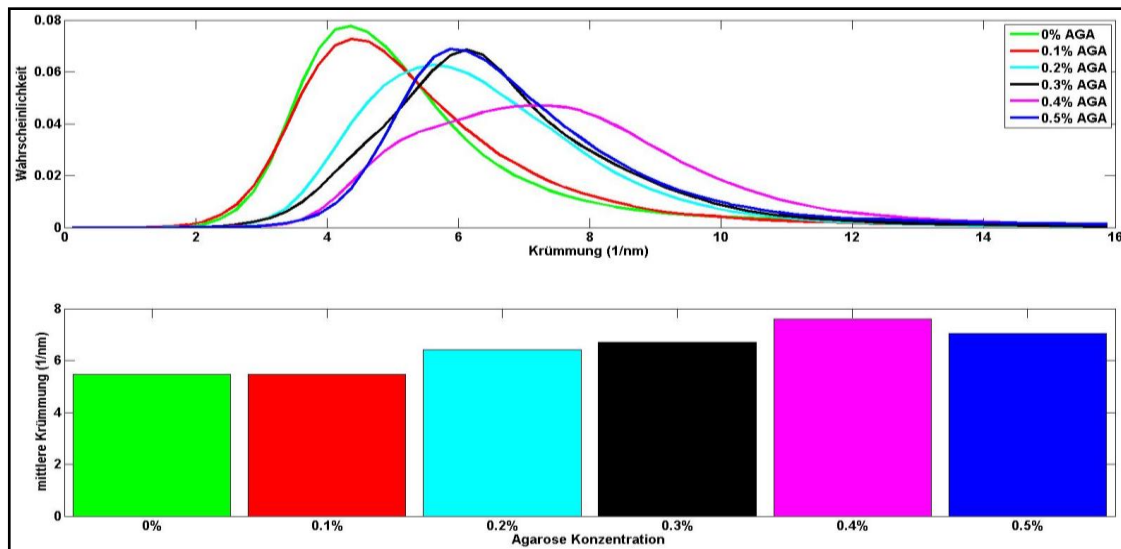 0.08
0.06
0.04
0.02
0
Wahrscheinlichkeit
0% AGA
0.1% AGA
0.2% AGA
0.3% AGA
0.4% AGA
0.5% AGA
0 2 4 6 8 10 12 14 16
Krümmung (1/nm)
8
6
4
2
0
mittlere Krümmung (1/nm)
0% 0.1% 0.2% 0.3% 0.4% 0.5%
Agarose Konzentration